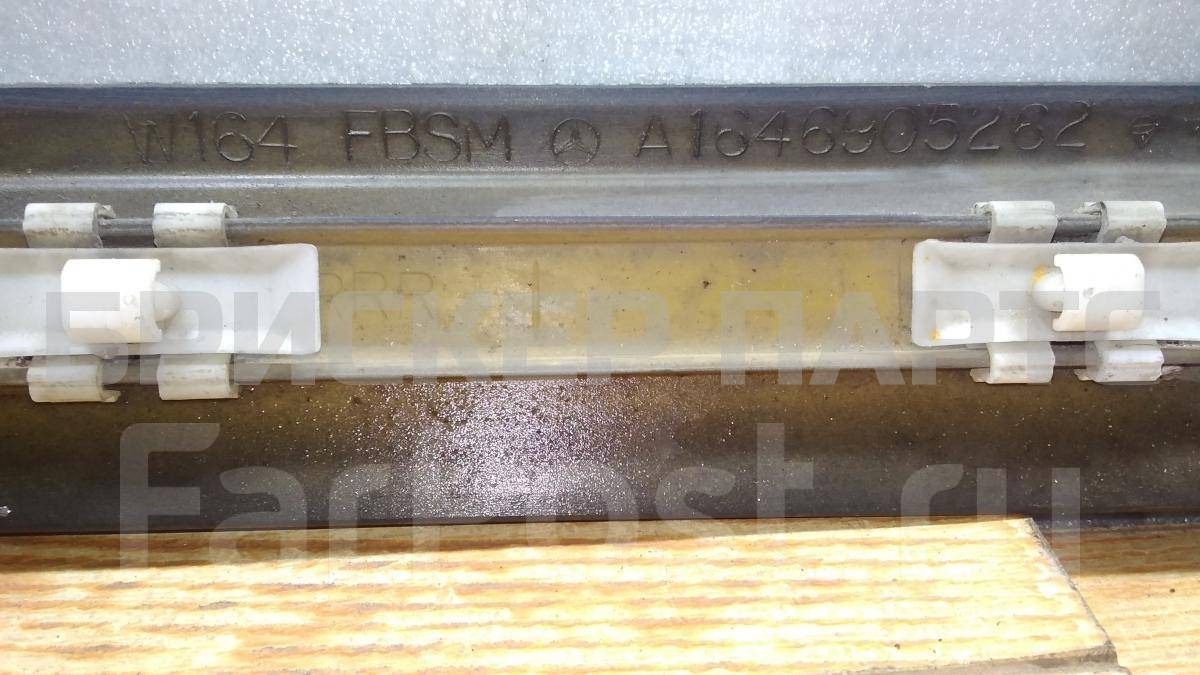 W164 FBSM A1646905262
БРИСКЕР ПАРТС
Farpost.ru